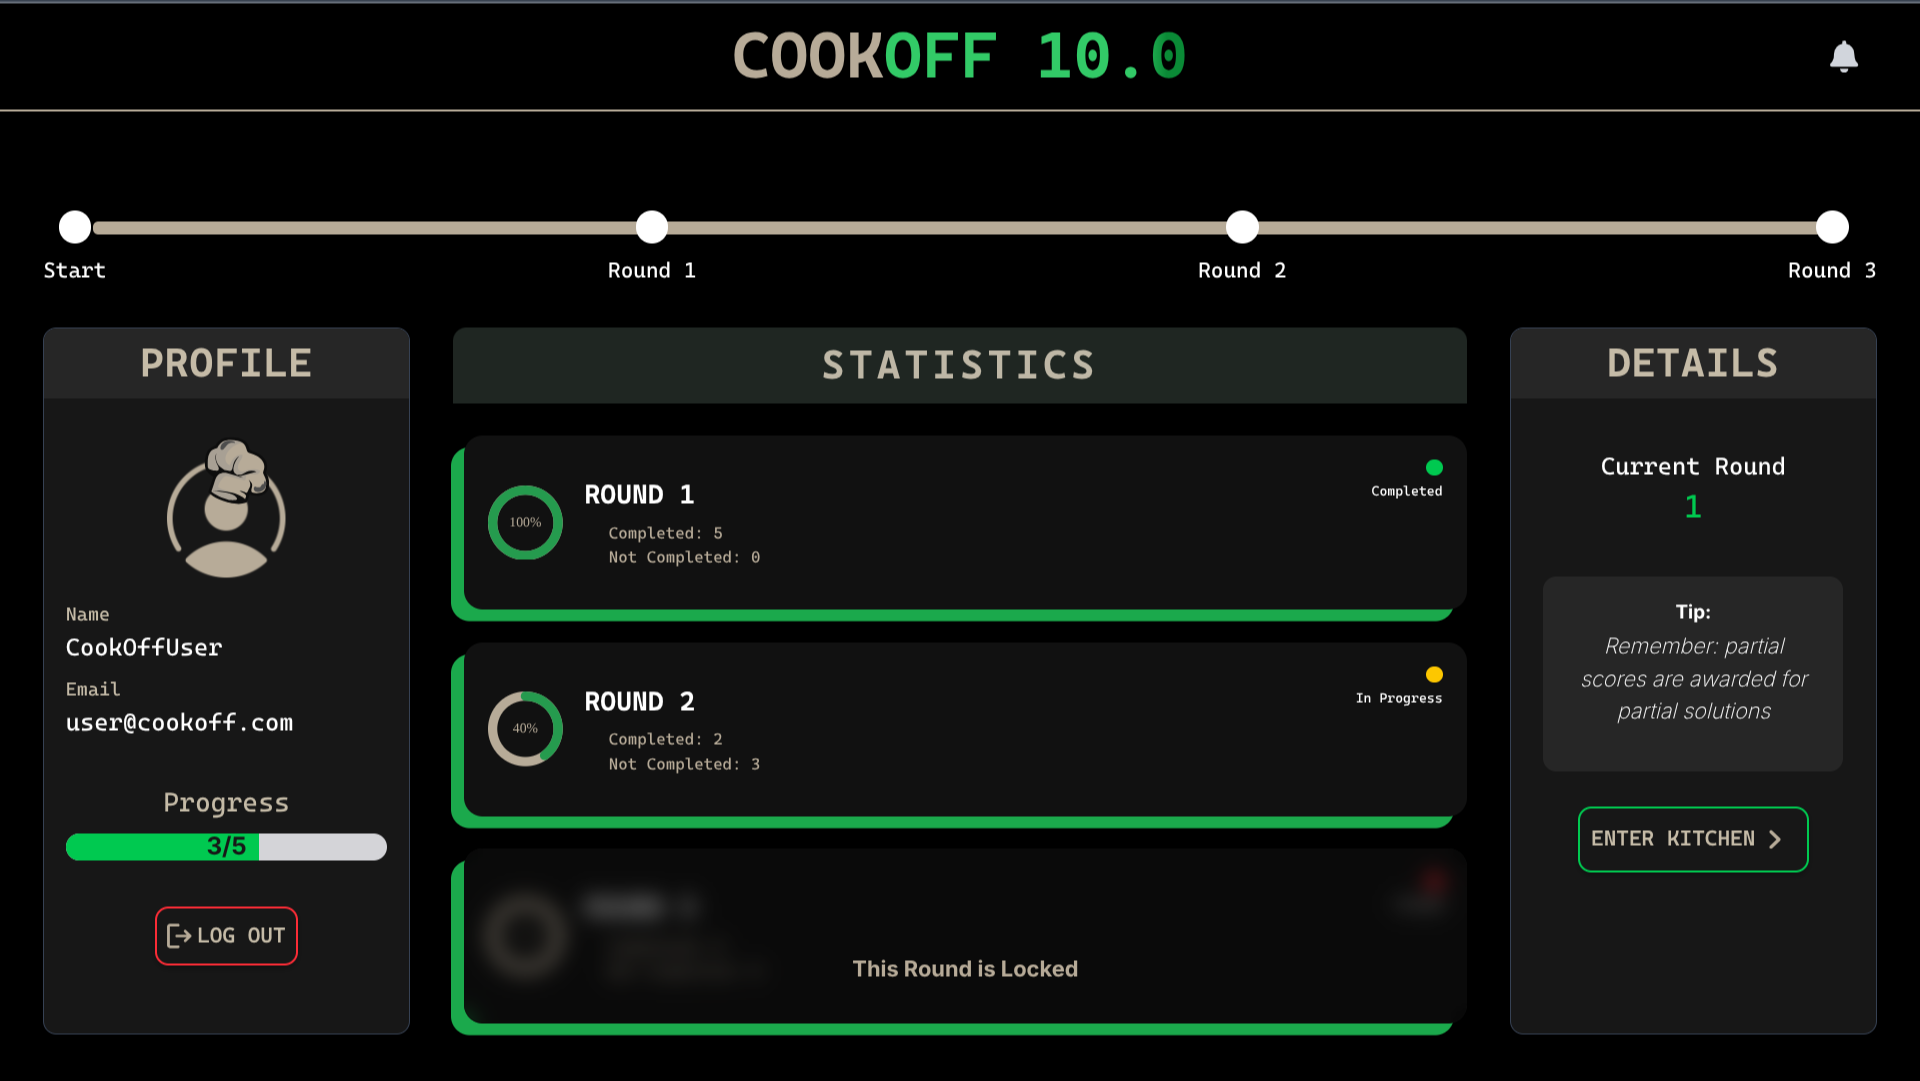 COOKOFF 10.0
Start
Round 1
Round 2
Round 3
PROFILE
Name
CookOffUser
Email
user@cookoff.com
Progress
3/5
LOG OUT
STATISTICS
100%
ROUND 1
Completed: 5
Not Completed: 0
Completed
40%
ROUND 2
Completed: 2
Not Completed: 3
In Progress
This Round is Locked
DETAILS
Current Round
1
Tip:
Remember: partial
scores are awarded for
partial solutions
ENTER KITCHEN